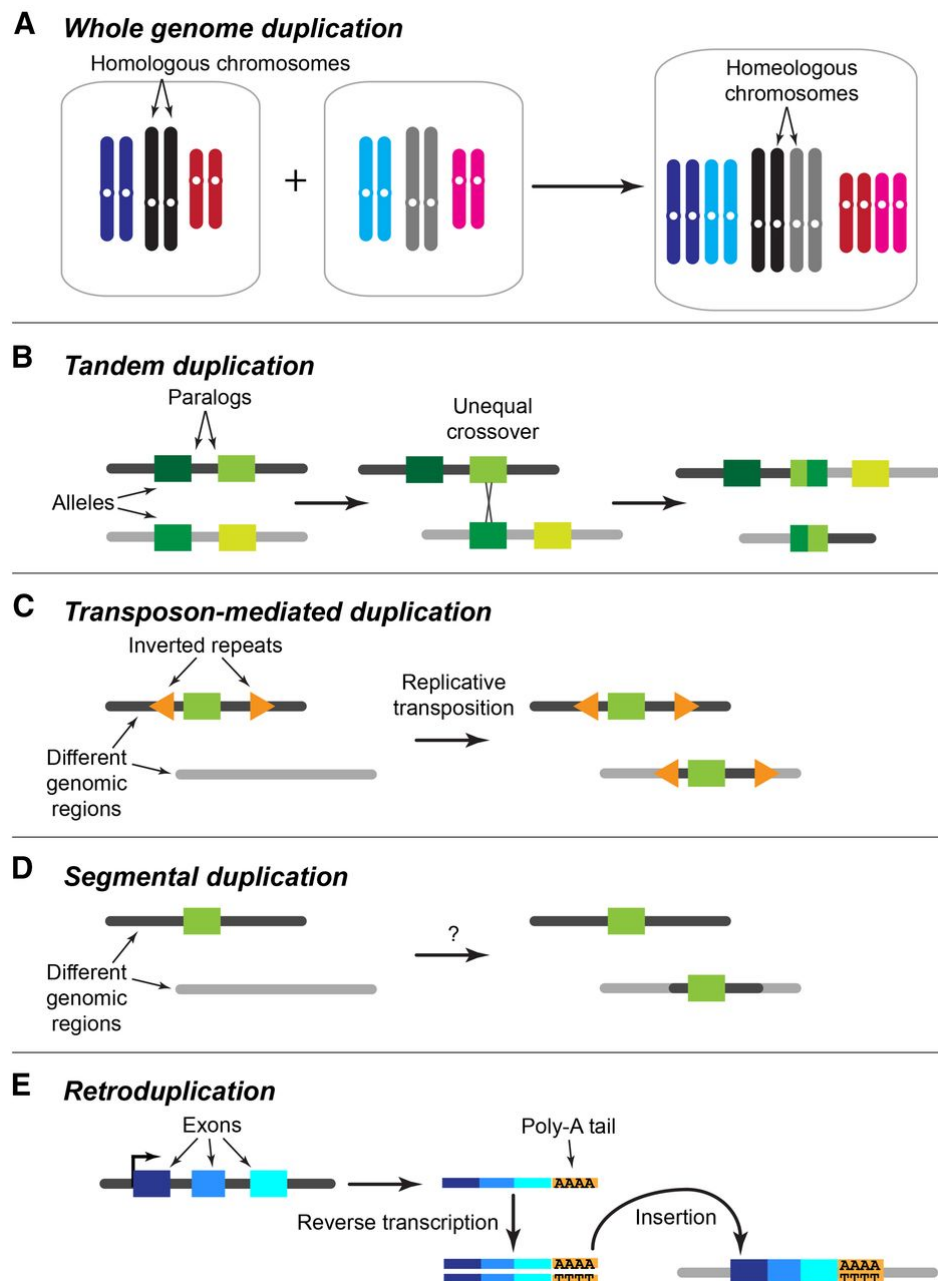 A Whole genome duplication
Homologous chromosomes
Homeologous
chromosomes
+
B Tandem duplication
Paralogs
Unequal
crossover
Alleles
C Transposon-mediated duplication
Inverted repeats
Replicative
transposition
Different
genomic
regions
D Segmental duplication
?
Different
genomic
regions
E Retroduplication
Exons
Poly-A tail
AAAA
Reverse transcription
Insertion
AAAA
TTTT
AAAA
TTTT